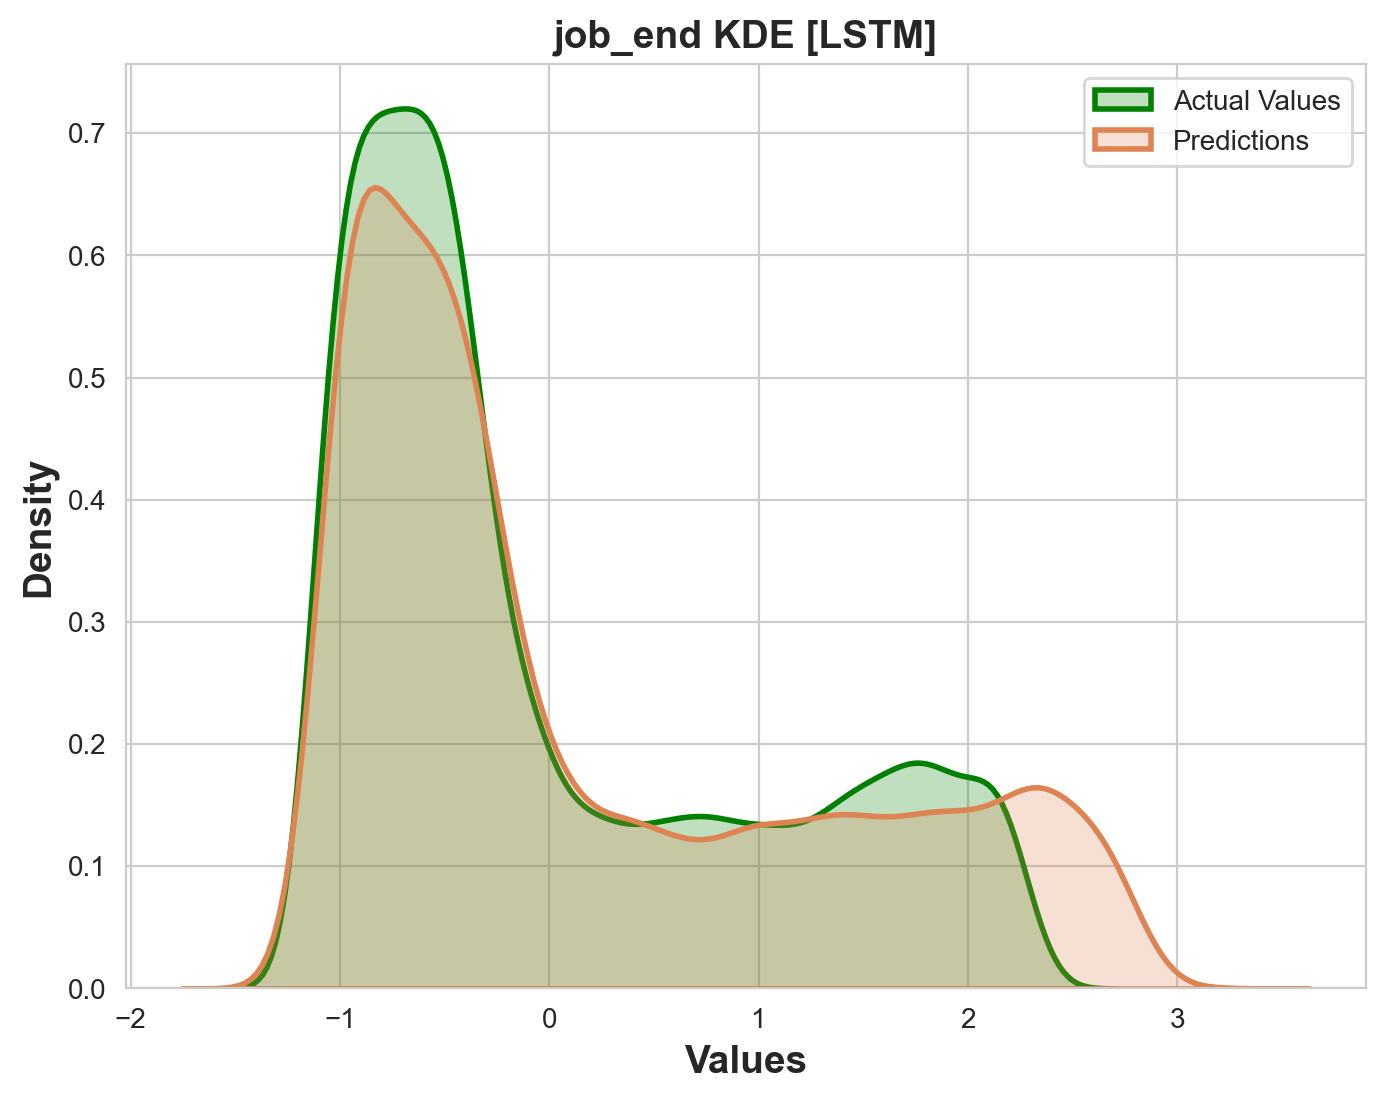 job_end KDE [LSTM]
Actual Values
Predictions
Density
0.7
0.6
0.5
0.4
0.3
0.2
0.1
0.0
−2 −1 0 1 2 3
Values